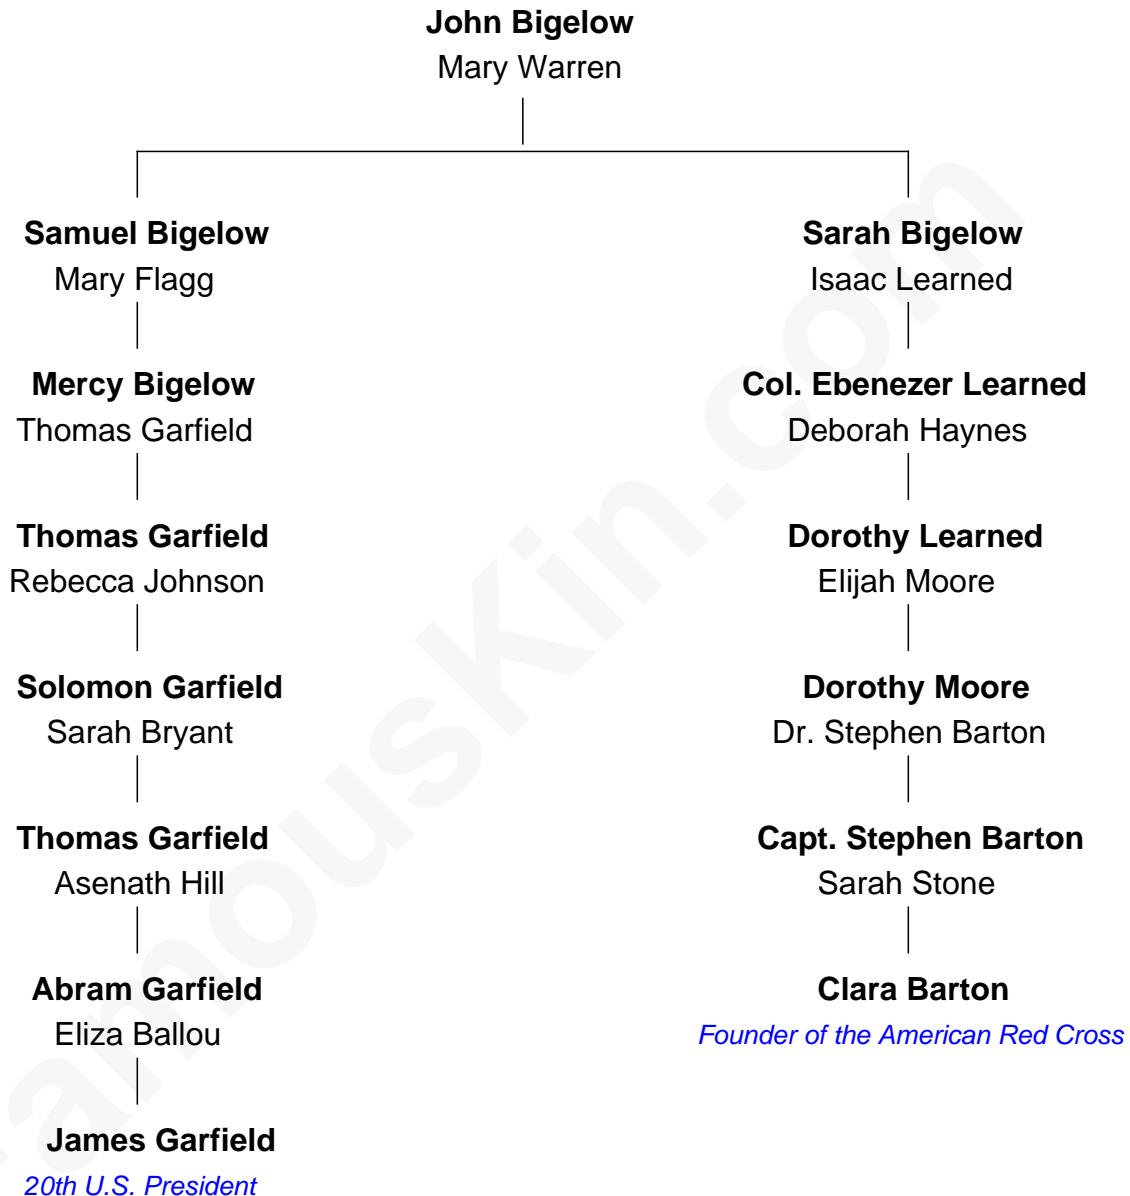 John Bigelow
Mary Warren
Samuel Bigelow
Mary Flagg
Mercy Bigelow
Thomas Garfield
Thomas Garfield
Rebecca Johnson
Solomon Garfield
Sarah Bryant
Thomas Garfield
Asenath Hill
Abram Garfield
Eliza Ballou
James Garfield
20th U.S. President
Sarah Bigelow
Isaac Learned
Col. Ebenezer Learned
Deborah Haynes
Dorothy Learned
Elijah Moore
Dorothy Moore
Dr. Stephen Barton
Capt. Stephen Barton
Sarah Stone
Clara Barton
Founder of the American Red Cross
FamousKin.com